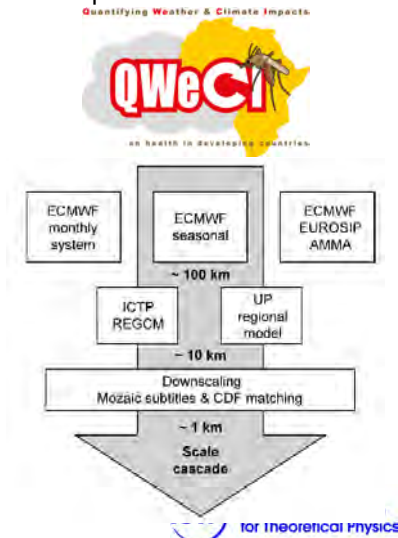 Quantifying Weather & Climate Impacts
QWeCI
on health in developing countries
ECMWF
monthly
system
ECMWF
seasonal
ECMWF
EUROSIP
AMMA
~ 100 km
ICTP
REGCM
UP
regional
model
~ 10 km
Downscaling
Mozaic subtitles & CDF matching
~ 1 km
Scale
cascade
for Theoretical Physics